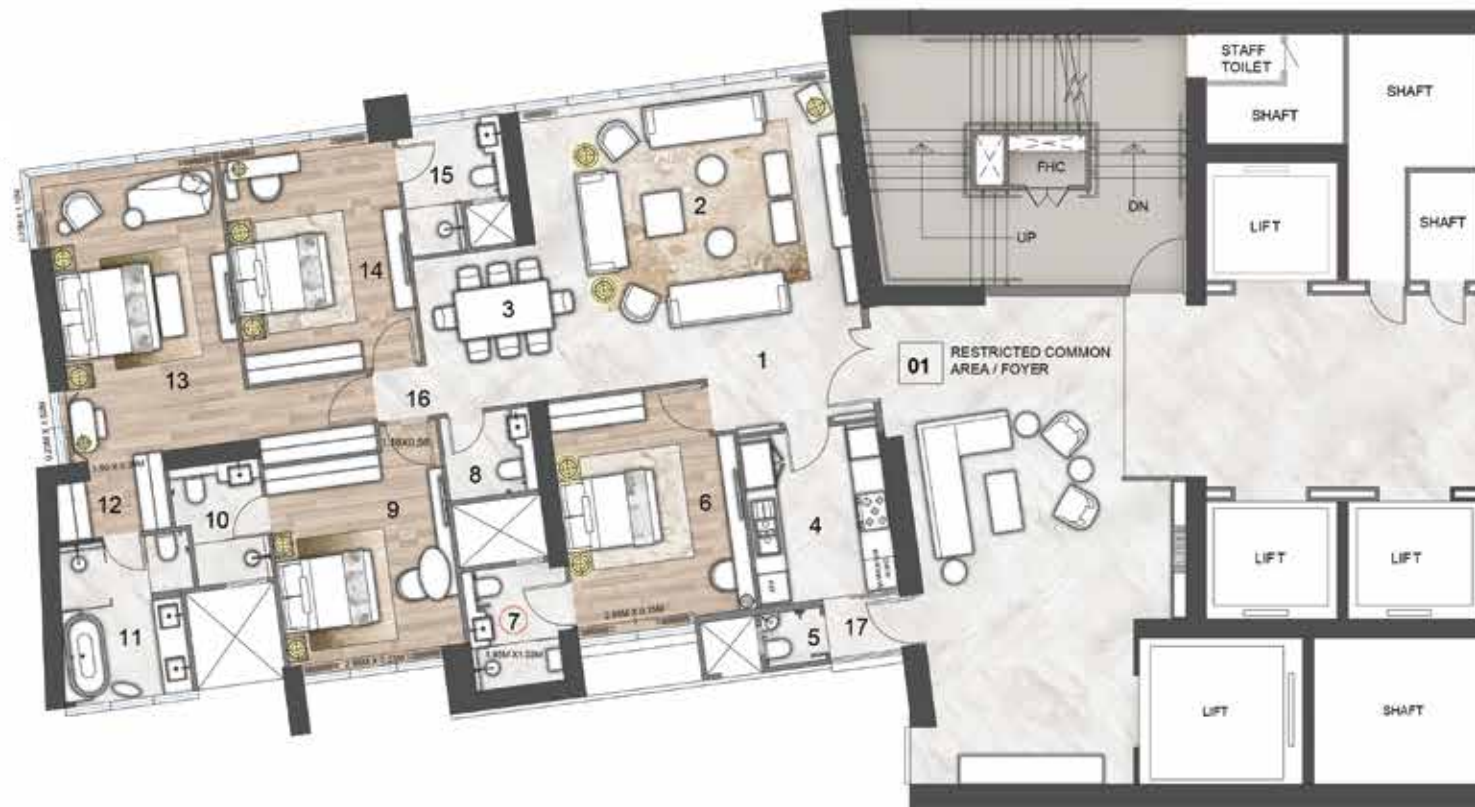 STAFF
TOILET
SHAFT
SHAFT
SHAFT
FHC
UP
DN
LIFT
15
2
14
3
13
1
16
01
RESTRICTED COMMON
AREA / FOYER
12
10
9
8
6
4
11
7
5
17
LIFT
LIFT
LIFT
SHAFT